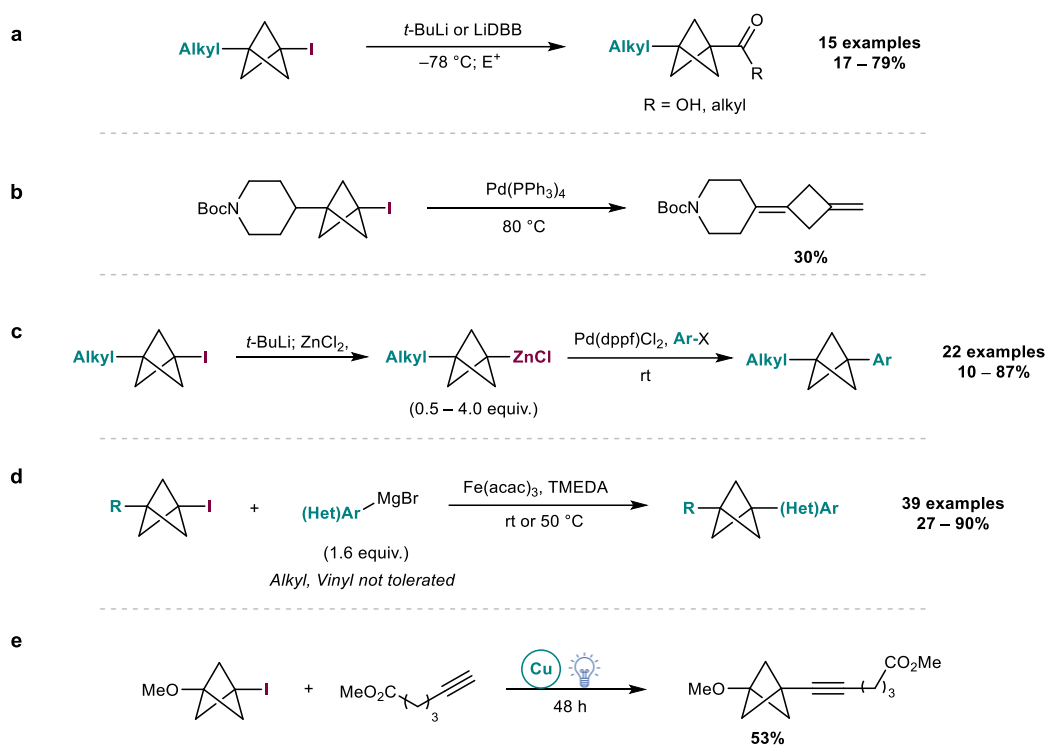 a
Alkyl
I
t-BuLi or LiDBB
–78 °C; E⁺
Alkyl
O
R
R = OH, alkyl
15 examples
17 – 79%
b
BocN
I
Pd(PPh₃)₄
80 °C
BocN
30%
c
Alkyl
I
t-BuLi; ZnCl₂,
Alkyl
ZnCl
(0.5 – 4.0 equiv.)
Pd(dppf)Cl₂, Ar-X
rt
Alkyl
Ar
22 examples
10 – 87%
d
R
I
+
(Het)Ar
MgBr
(1.6 equiv.)
Alkyl, Vinyl not tolerated
Fe(acac)₃, TMEDA
rt or 50 °C
R
(Het)Ar
39 examples
27 – 90%
e
MeO
I
+
MeO₂C
( )₃
Cu
48 h
MeO
CO₂Me
( )₃
53%